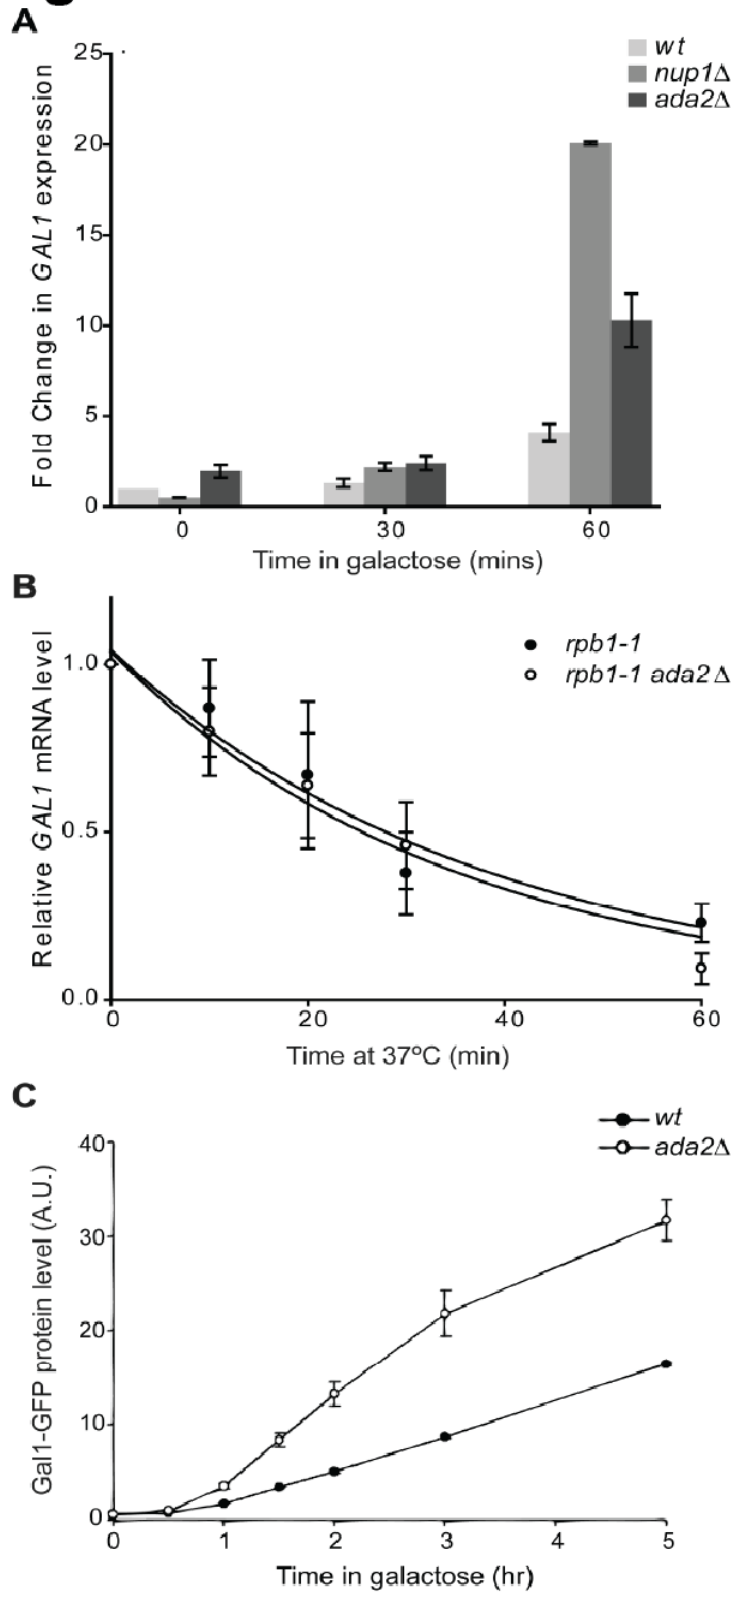 A
25
20
15
10
5
0
Fold Change in GAL1 expression
wt
nup1Δ
ada2Δ
0 30 60
Time in galactose (mins)
B
1.0
0.5
0.0
Relative GAL1 mRNA level
rpb1-1
rpb1-1 ada2Δ
0 20 40 60
Time at 37ºC (min)
C
40
30
20
10
0
Gal1-GFP protein level (A.U.)
wt
ada2Δ
0 1 2 3 4 5
Time in galactose (hr)